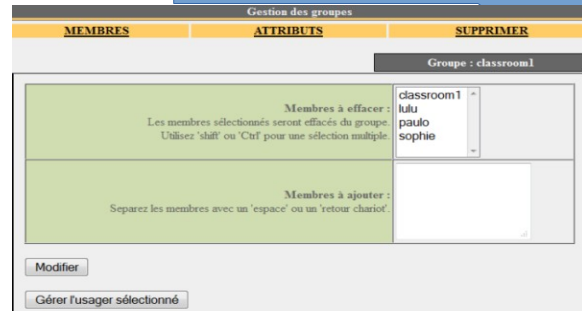 Gestion des groupes
MEMBRES ATTRIBUTS SUPPRIMER
Groupe : classroom1
Membres à effacer :
Les membres sélectionnés seront effacés du groupe.
Utilisez 'shift' ou 'Ctrl' pour une sélection multiple.
classroom1
lulu
paulo
sophie
Membres à ajouter :
Separez les membres avec un 'espace' ou un 'retour chariot'.
Modifier
Gérer l'usager sélectionné